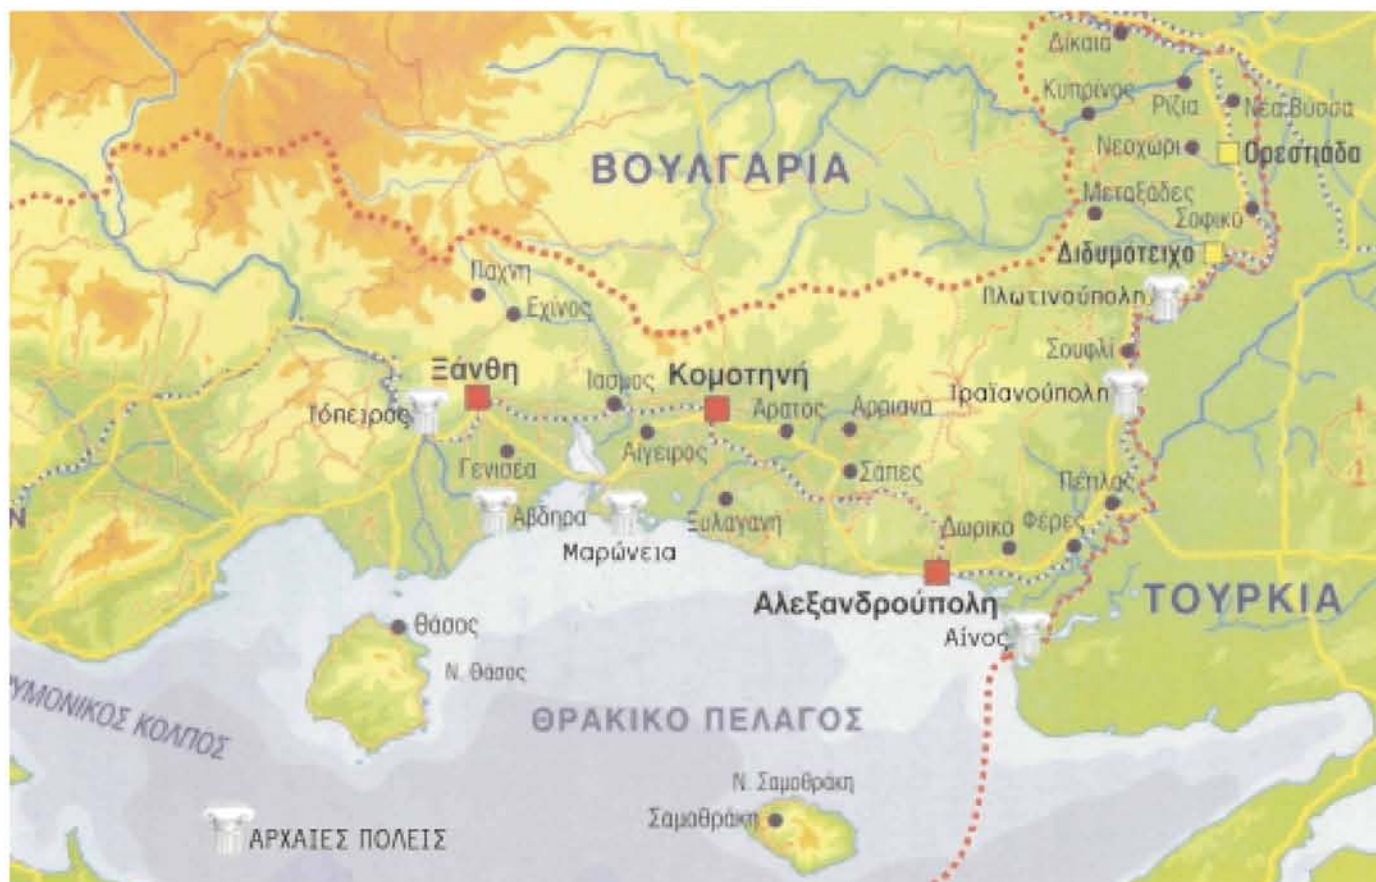 Δίκαια
Κυπρίνος
Ρίζια
Νέα Βύσσα
Νεοχώρι
Ορεστιάδα
ΒΟΥΛΓΑΡΙΑ
Μεταξάδες
Σοφικό
Διδυμότειχο
Πάχνη
Πλωτινούπολη
Εχίνος
Σουφλί
Ξάνθη
Ίασμος
Κομοτηνή
Τραϊανούπολη
Τόπειρος
Άρατος
Αρριανά
Αίγειρος
Γενισέα
Σάπες
Πέπλος
Άβδηρα
Ξυλαγανή
Δωρικό
Φέρες
Μαρώνεια
Αλεξανδρούπολη
ΤΟΥΡΚΙΑ
Θάσος
Αίνος
Ν. Θάσος
ΡΥΜΟΝΙΚΟΣ ΚΟΛΠΟΣ
ΘΡΑΚΙΚΟ ΠΕΛΑΓΟΣ
Ν. Σαμοθράκη
Σαμοθράκη
ΑΡΧΑΙΕΣ ΠΟΛΕΙΣ